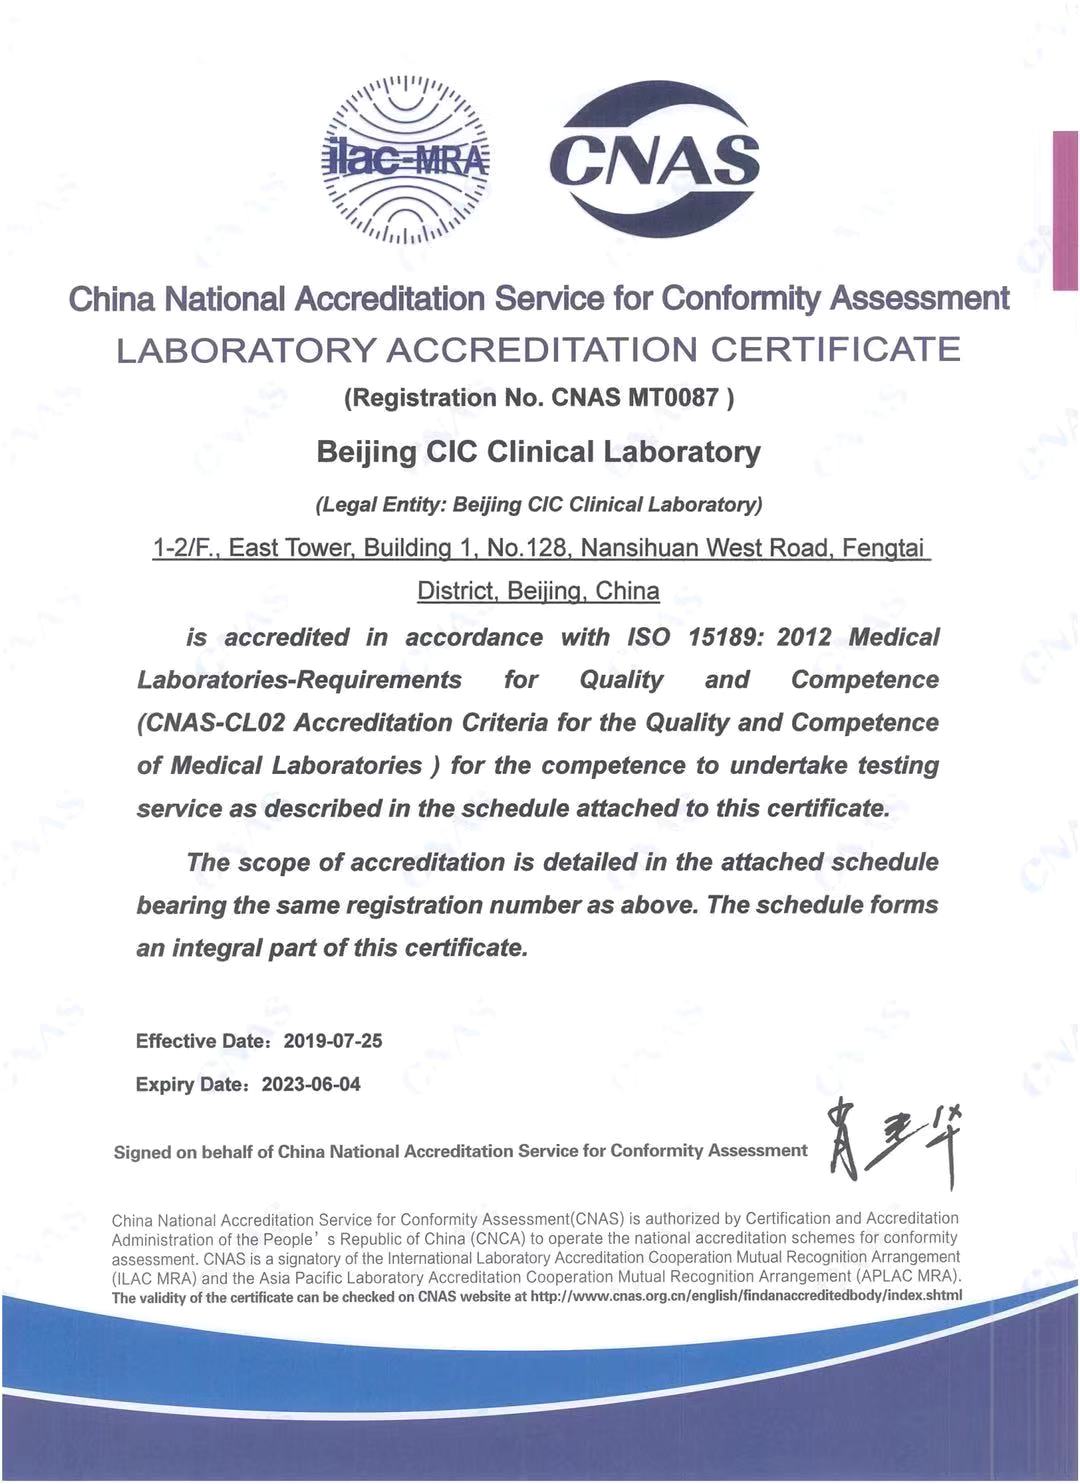 ilac-MRA
CNAS
China National Accreditation Service for Conformity Assessment
LABORATORY ACCREDITATION CERTIFICATE
(Registration No. CNAS MT0087 )
Beijing CIC Clinical Laboratory
(Legal Entity: Beijing CIC Clinical Laboratory)
1-2/F., East Tower, Building 1, No.128, Nansihuan West Road, Fengtai
District, Beijing, China
is accredited in accordance with ISO 15189: 2012 Medical
Laboratories-Requirements for Quality and Competence
(CNAS-CL02 Accreditation Criteria for the Quality and Competence
of Medical Laboratories ) for the competence to undertake testing
service as described in the schedule attached to this certificate.
The scope of accreditation is detailed in the attached schedule
bearing the same registration number as above. The schedule forms
an integral part of this certificate.
Effective Date：2019-07-25
Expiry Date：2023-06-04
Signed on behalf of China National Accreditation Service for Conformity Assessment
China National Accreditation Service for Conformity Assessment(CNAS) is authorized by Certification and Accreditation
Administration of the People’ s Republic of China (CNCA) to operate the national accreditation schemes for conformity
assessment. CNAS is a signatory of the International Laboratory Accreditation Cooperation Mutual Recognition Arrangement
(ILAC MRA) and the Asia Pacific Laboratory Accreditation Cooperation Mutual Recognition Arrangement (APLAC MRA).
The validity of the certificate can be checked on CNAS website at http://www.cnas.org.cn/english/findanaccreditedbody/index.shtml